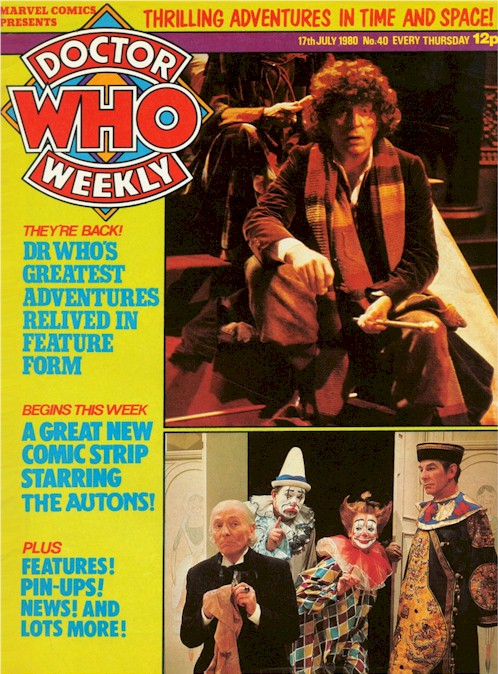 MARVEL COMICS
PRESENTS
THRILLING ADVENTURES IN TIME AND SPACE!
17th JULY 1980 No.40 EVERY THURSDAY 12p
DOCTOR
WHO
WEEKLY
THEY'RE BACK!
DR WHO'S
GREATEST
ADVENTURES
RELIVED IN
FEATURE
FORM
BEGINS THIS WEEK
A GREAT NEW
COMIC STRIP
STARRING
THE AUTONS!
PLUS
FEATURES!
PIN-UPS!
NEWS! AND
LOTS MORE!